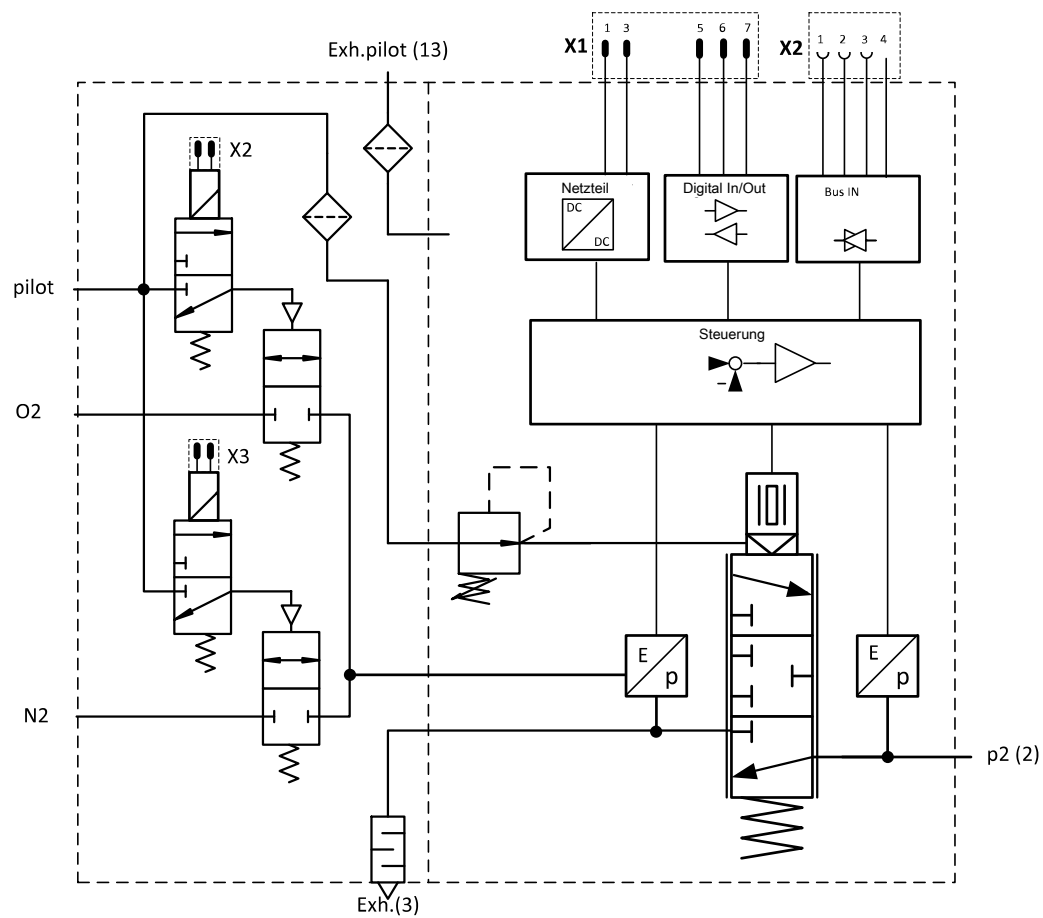 Exh.pilot (13)
X1
1 3 5 6 7
X2
1 2 3 4
X2
Netzteil
DC
DC
Digital In/Out
Bus IN
pilot
Steuerung
O2
X3
E
p
E
p
N2
p2 (2)
Exh.(3)